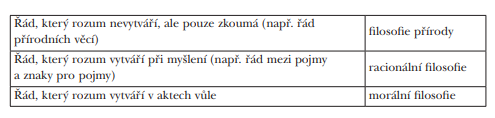 Řád, který rozum nevytváří, ale pouze zkoumá (např. řád
přírodních věcí)
filosofie přírody
Řád, který rozum vytváří při myšlení (např. řád mezi pojmy
a znaky pro pojmy)
racionální filosofie
Řád, který rozum vytváří v aktech vůle
morální filosofie